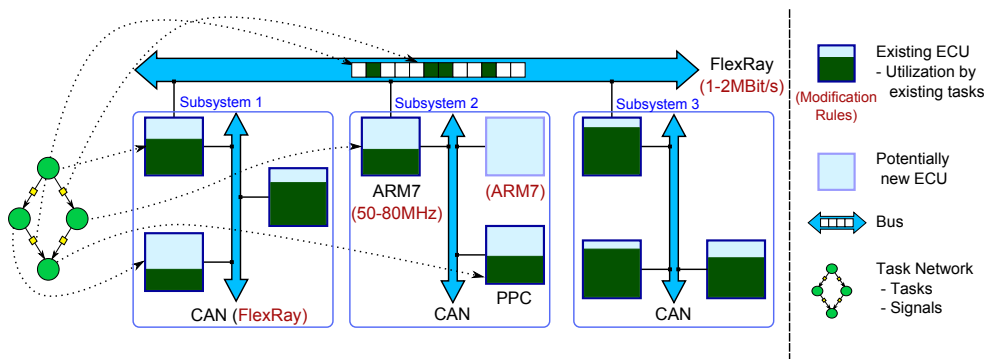 FlexRay
(1-2MBit/s)
Subsystem 1
Subsystem 2
Subsystem 3
ARM7
(50-80MHz)
(ARM7)
PPC
CAN (FlexRay)
CAN
CAN
Existing ECU
- Utilization by
existing tasks
(Modification
Rules)
Potentially
new ECU
Bus
Task Network
- Tasks
- Signals